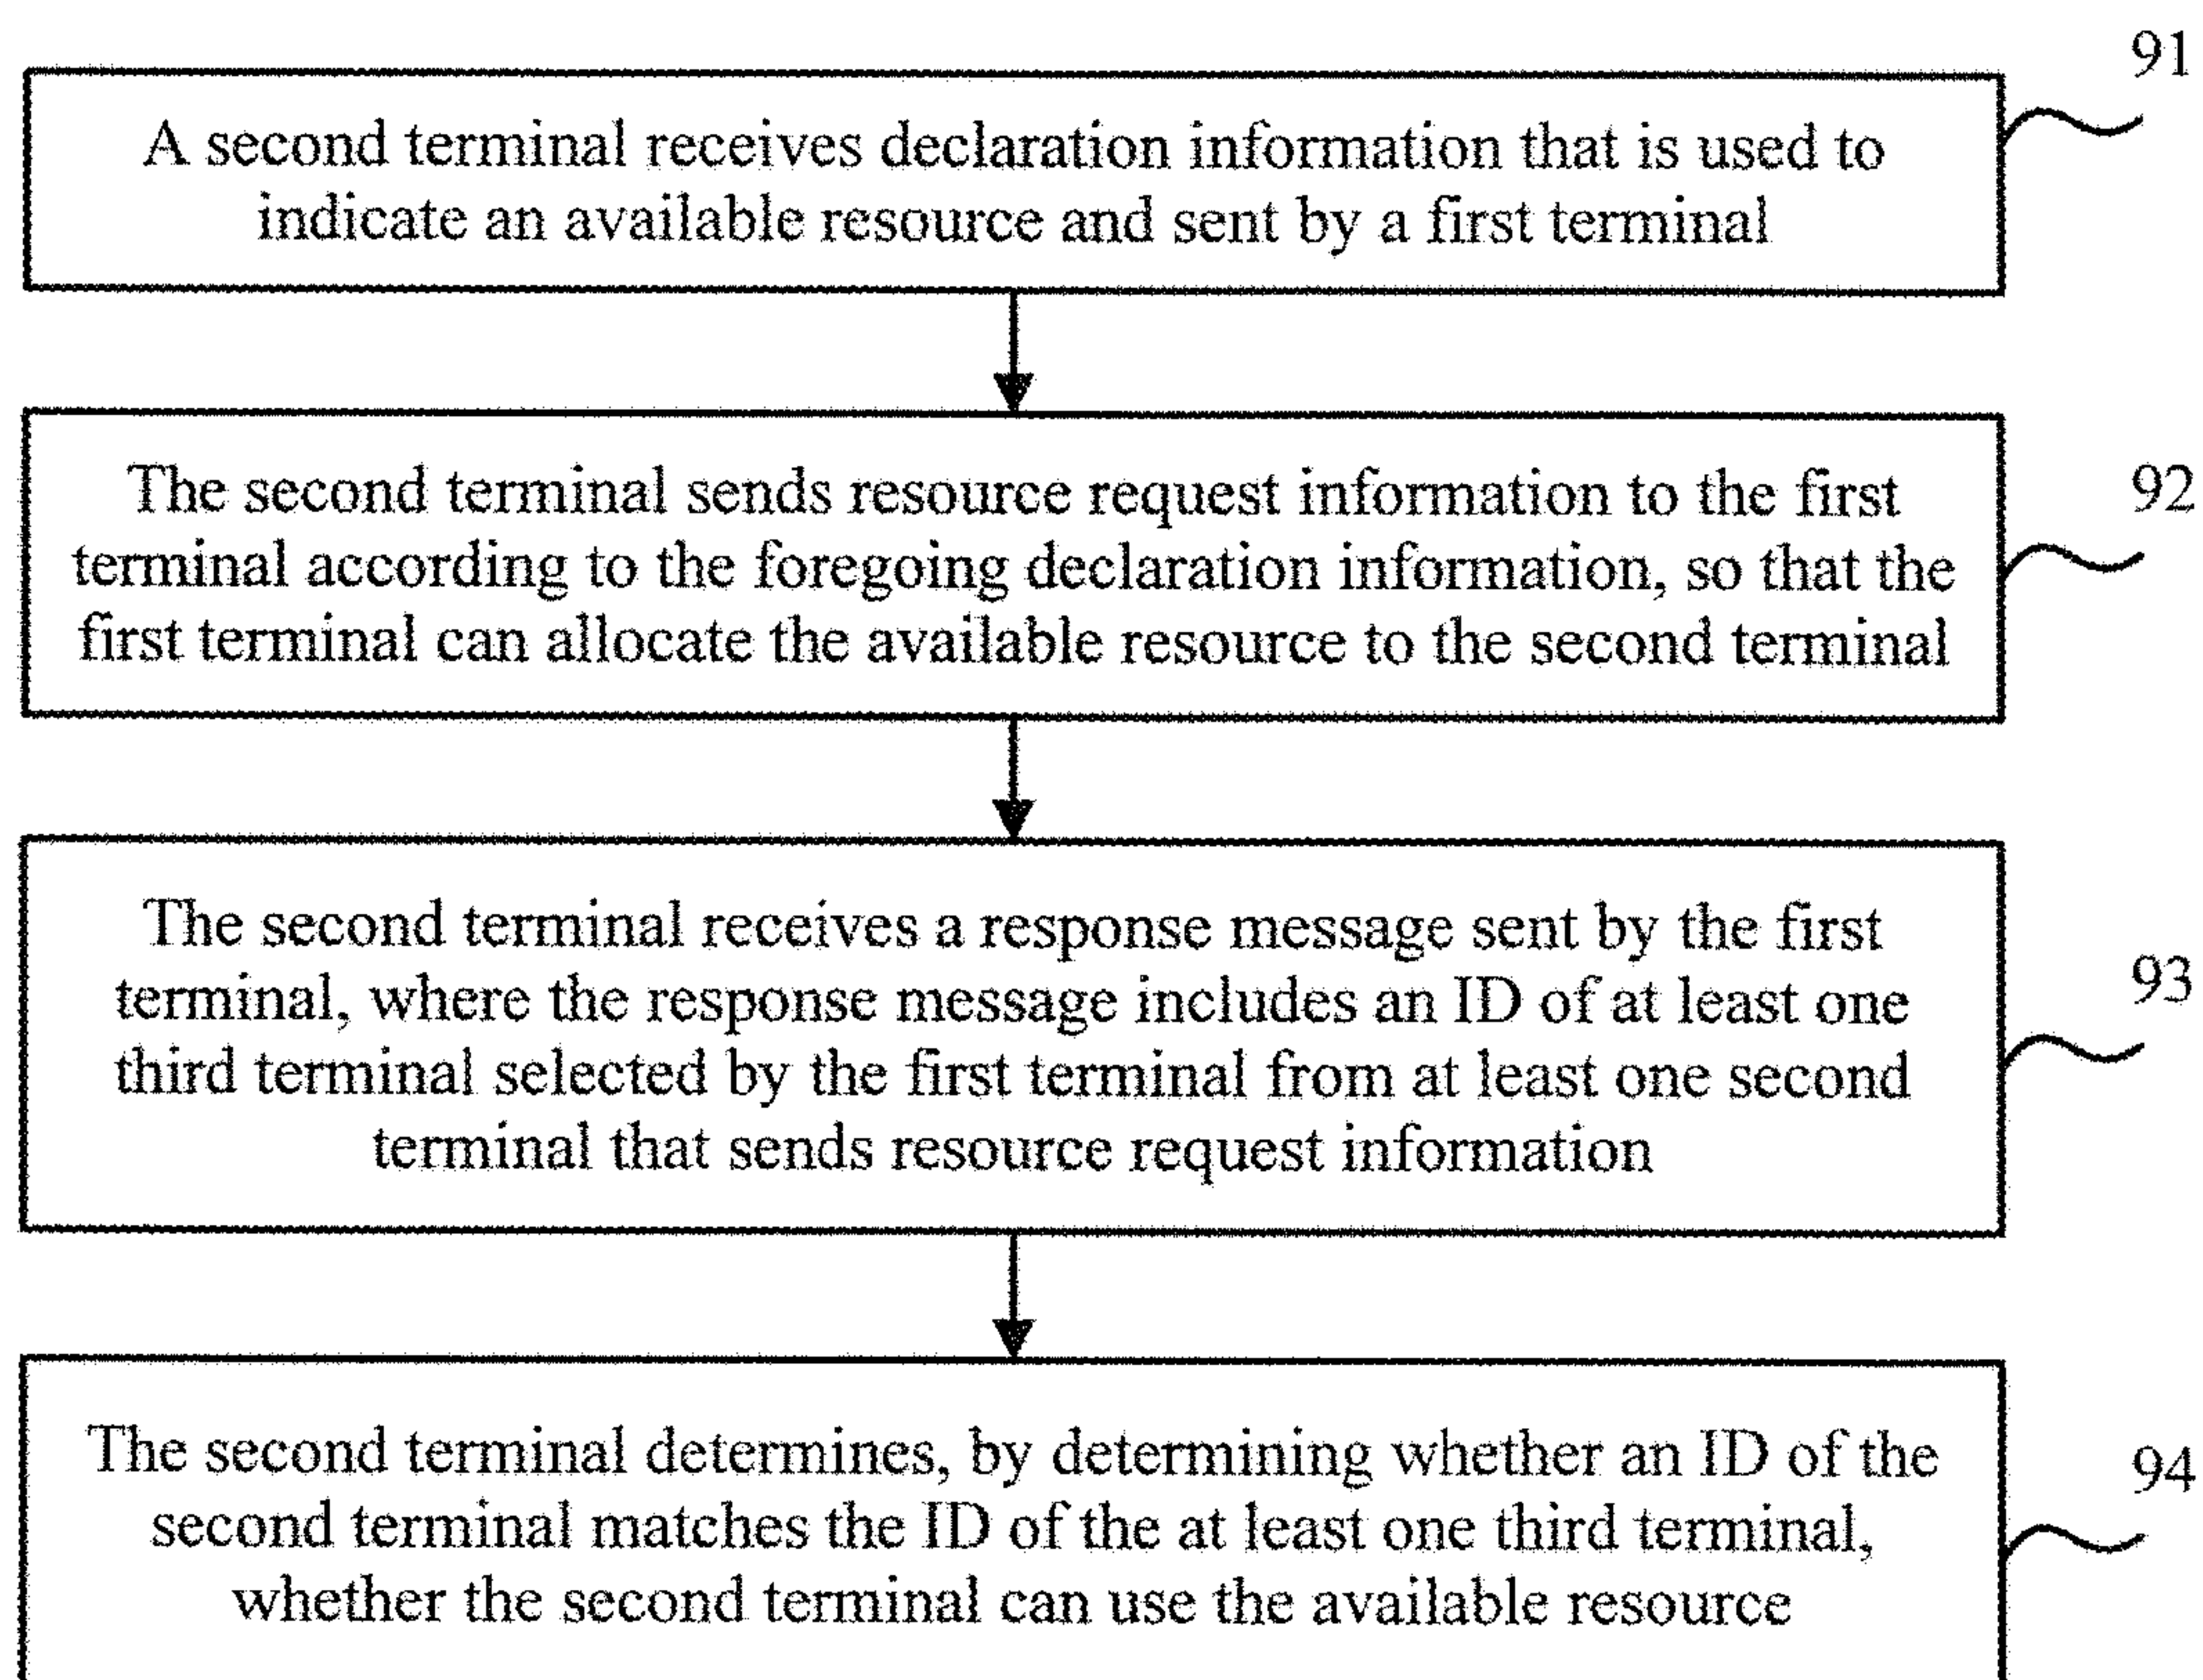 91
A second terminal receives declaration information that is used to
indicate an available resource and sent by a first terminal
92
The second terminal sends resource request information to the first
terminal according to the foregoing declaration information, so that the
first terminal can allocate the available resource to the second terminal
93
The second terminal receives a response message sent by the first
terminal, where the response message includes an ID of at least one
third terminal selected by the first terminal from at least one second
terminal that sends resource request information
94
The second terminal determines, by determining whether an ID of the
second terminal matches the ID of the at least one third terminal,
whether the second terminal can use the available resource